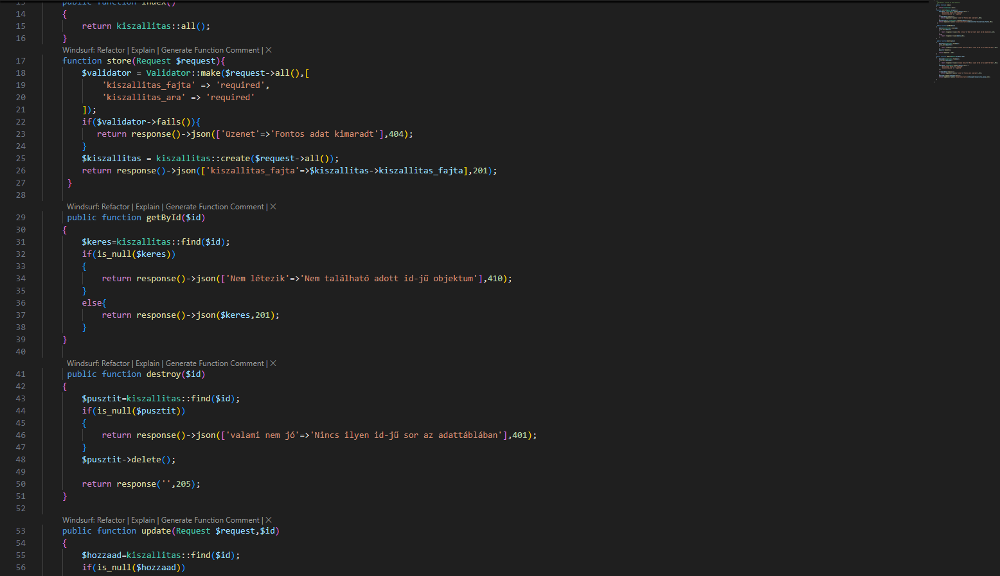 13 public function index()
14 {
15 return kiszallitas::all();
16 }
Windsurf: Refactor | Explain | Generate Function Comment | ✕
17 function store(Request $request){
18 $validator = Validator::make($request->all(),[
19 'kiszallitas_fajta' => 'required',
20 'kiszallitas_ara' => 'required'
21 ]);
22 if($validator->fails()){
23 return response()->json(['üzenet'=>'Fontos adat kimaradt'],404);
24 }
25 $kiszallitas = kiszallitas::create($request->all());
26 return response()->json(['kiszallitas_fajta'=>$kiszallitas->kiszallitas_fajta],201);
27 }
28
Windsurf: Refactor | Explain | Generate Function Comment | ✕
29 public function getById($id)
30 {
31 $keres=kiszallitas::find($id);
32 if(is_null($keres))
33 {
34 return response()->json(['Nem létezik'=>'Nem található adott id-jű objektum'],410);
35 }
36 else{
37 return response()->json($keres,201);
38 }
39 }
40
Windsurf: Refactor | Explain | Generate Function Comment | ✕
41 public function destroy($id)
42 {
43 $pusztit=kiszallitas::find($id);
44 if(is_null($pusztit))
45 {
46 return response()->json(['valami nem jó'=>'Nincs ilyen id-jű sor az adattáblában'],401);
47 }
48 $pusztit->delete();
49
50 return response('',205);
51 }
52
Windsurf: Refactor | Explain | Generate Function Comment | ✕
53 public function update(Request $request,$id)
54 {
55 $hozzaad=kiszallitas::find($id);
56 if(is_null($hozzaad))